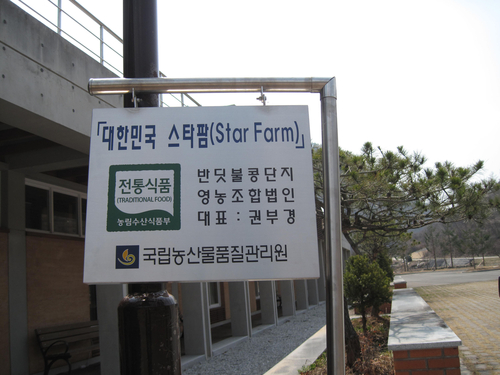 「대한민국 스타팜(Star Farm)」
전통식품
(TRADITIONAL FOOD)
농림수산식품부
반딧불콩단지
영농조합법인
대표 : 권부경
국립농산물품질관리원